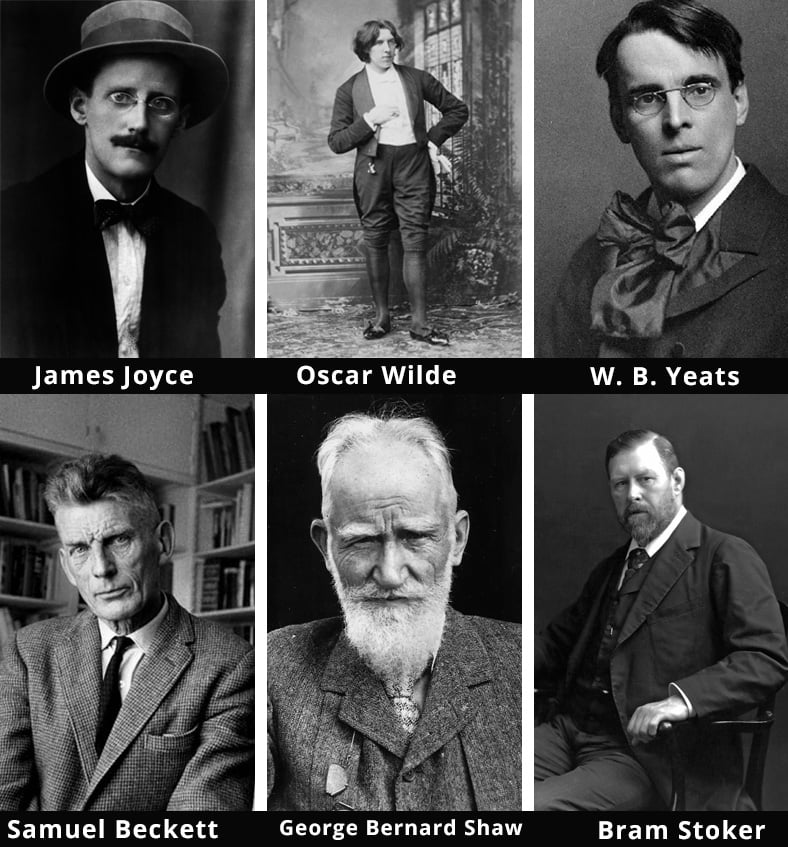 James Joyce
Oscar Wilde
W. B. Yeats
Samuel Beckett
George Bernard Shaw
Bram Stoker